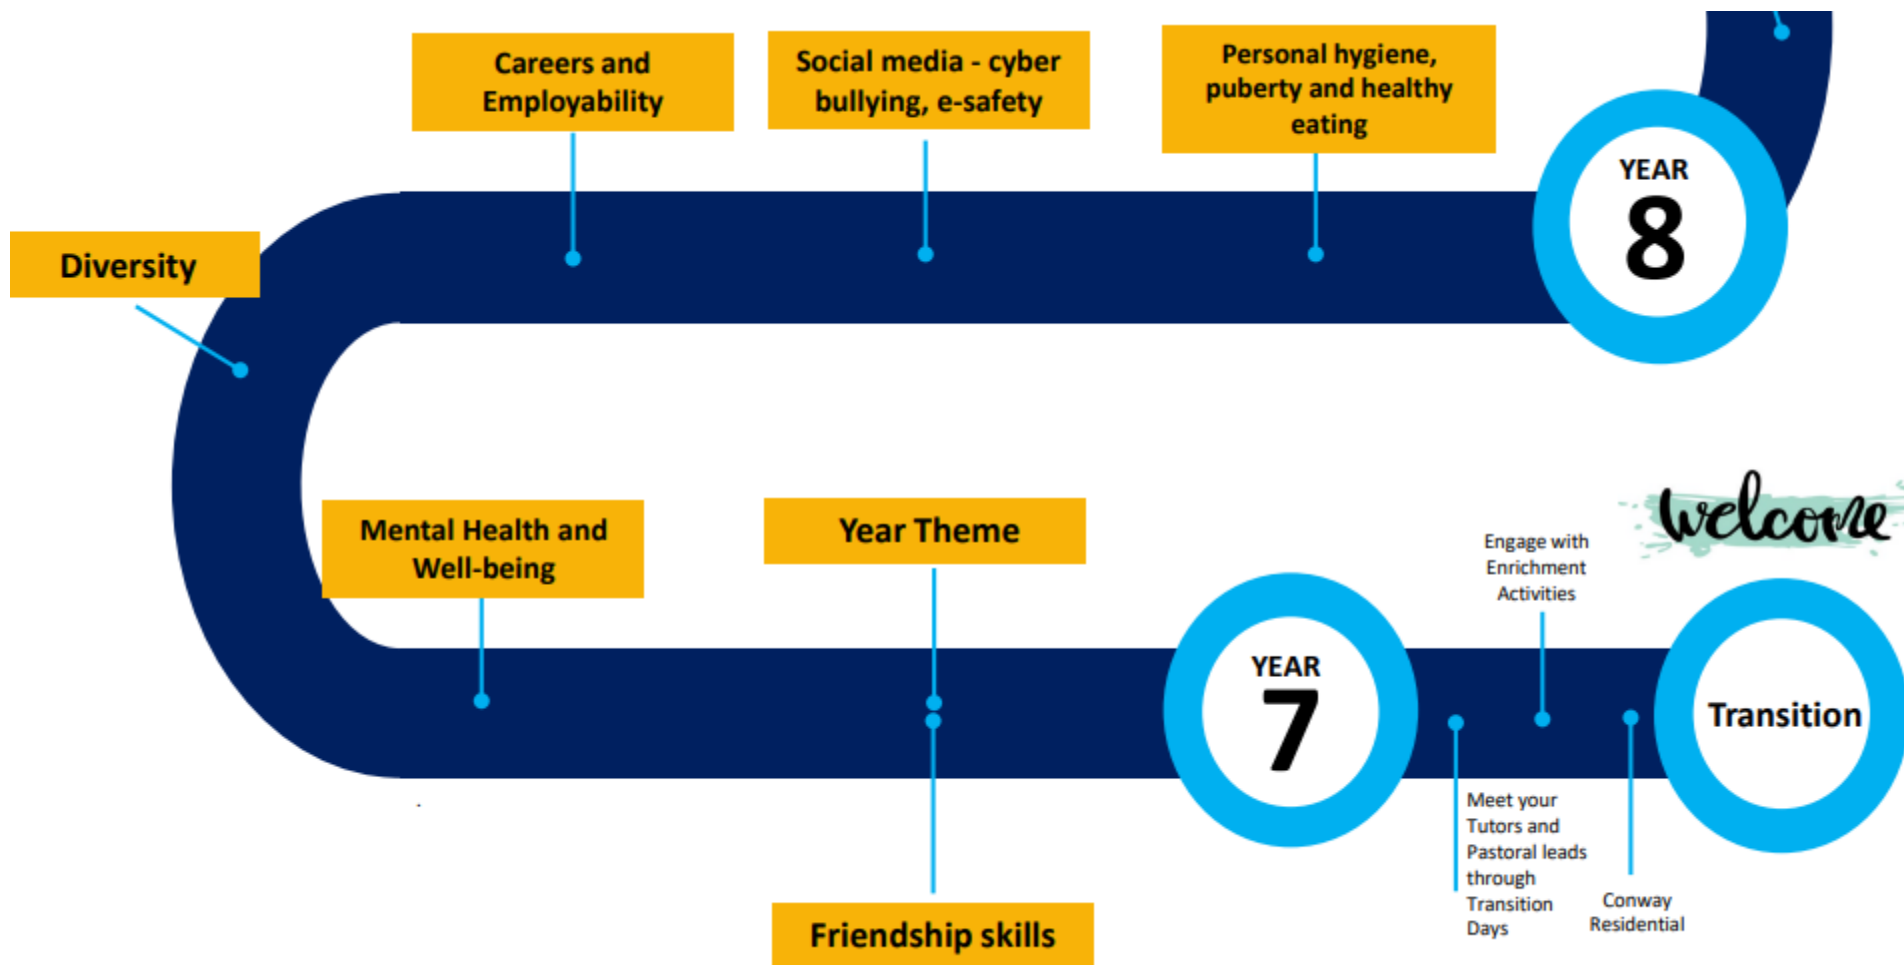 Careers and
Employability
Social media - cyber
bullying, e-safety
Personal hygiene,
puberty and healthy
eating
YEAR
8
Diversity
Mental Health and
Well-being
Year Theme
Engage with
Enrichment
Activities
welcome
YEAR
7
Transition
Meet your
Tutors and
Pastoral leads
through
Transition
Days
Conway
Residential
Friendship skills